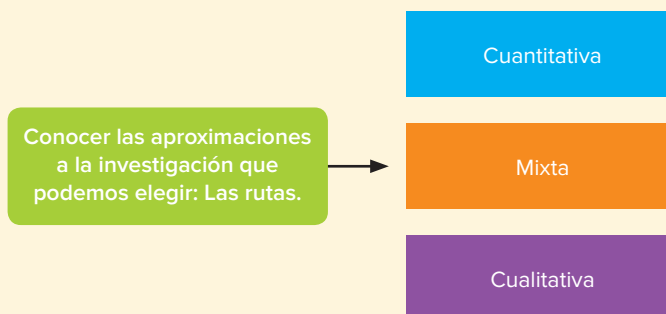 Conocer las aproximaciones
a la investigación que
podemos elegir: Las rutas.
Cuantitativa
Mixta
Cualitativa